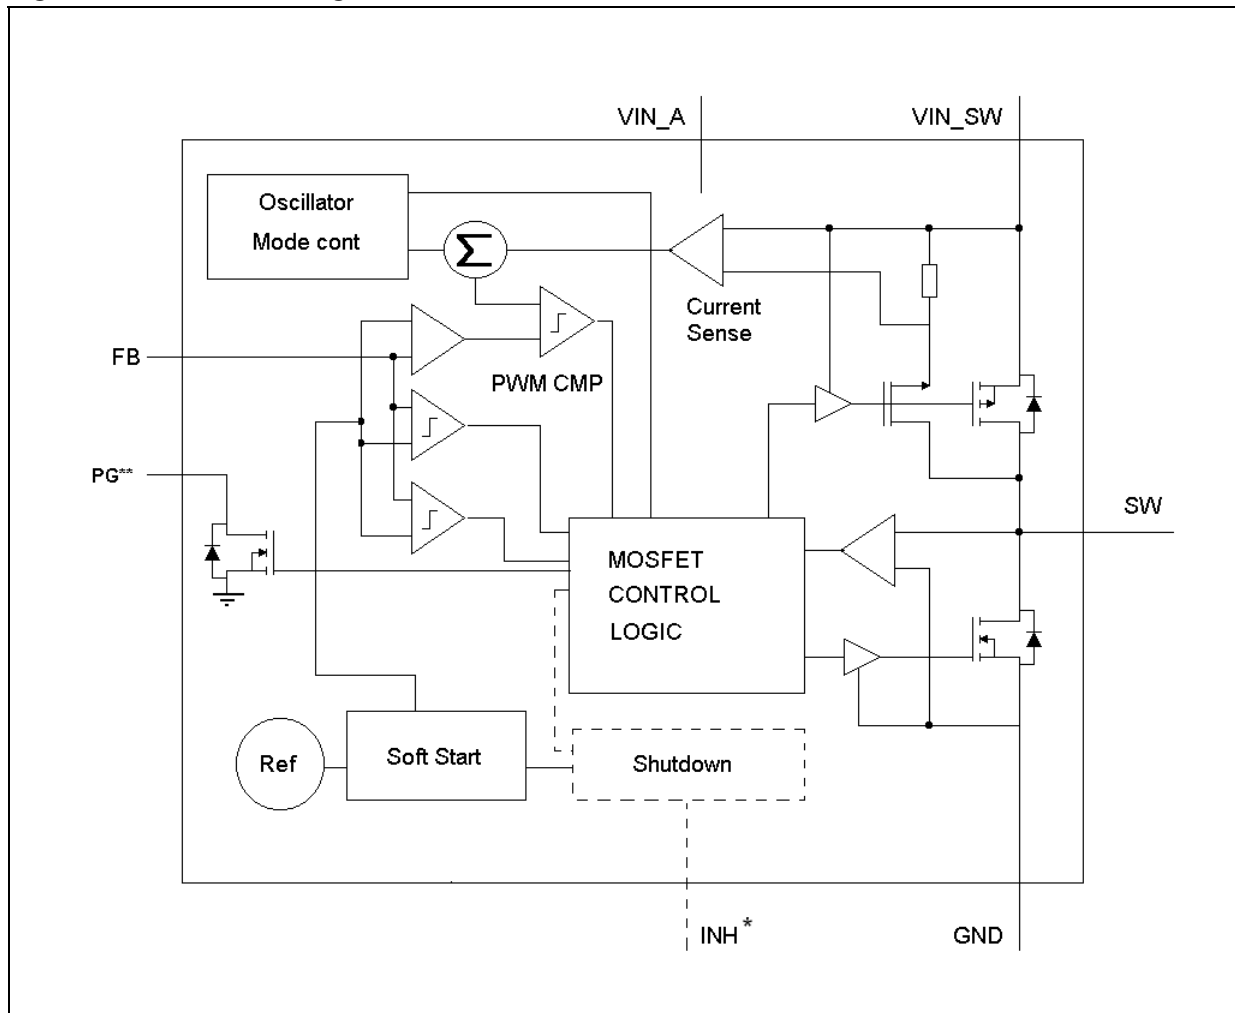 VIN_A
VIN_SW
Oscillator
Mode cont
Σ
Current
Sense
FB
PWM CMP
PG**
SW
MOSFET
CONTROL
LOGIC
Ref
Soft Start
Shutdown
INH*
GND